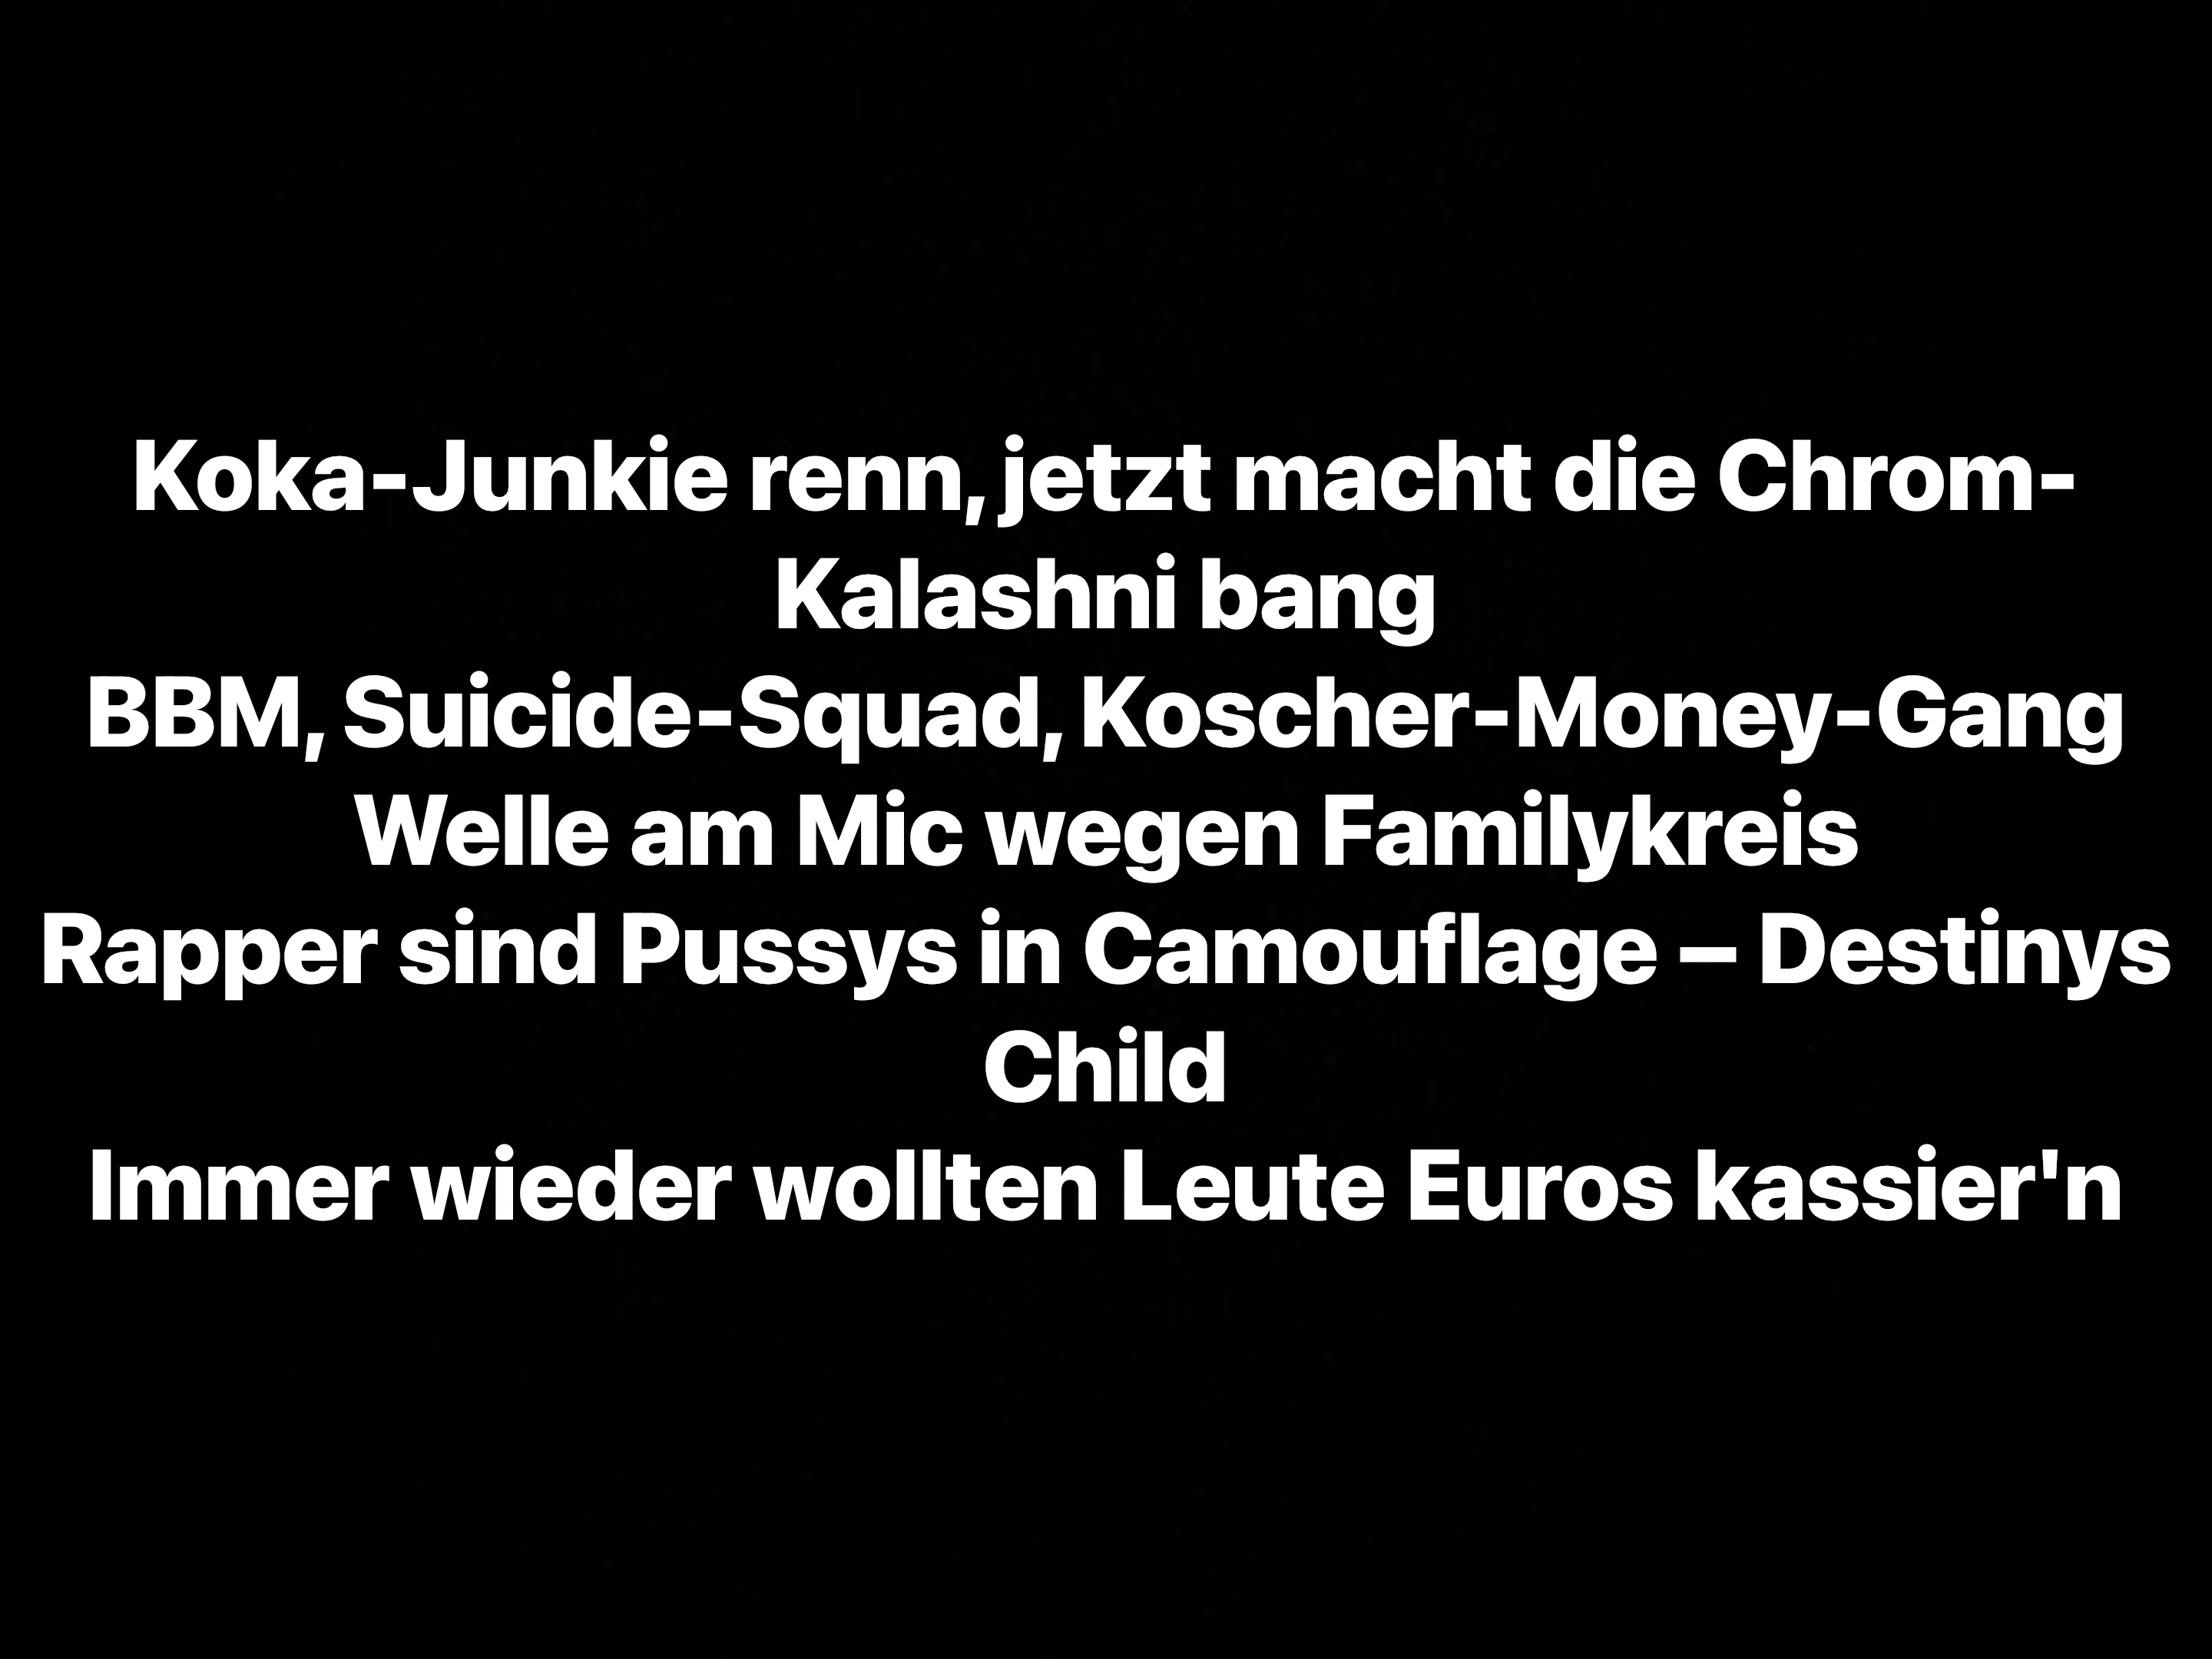 Koka-Junkie renn, jetzt macht die Chrom-
Kalashni bang
BBM, Suicide-Squad, Koscher-Money-Gang
Welle am Mic wegen Familykreis
Rapper sind Pussys in Camouflage – Destinys
Child
Immer wieder wollten Leute Euros kassier'n